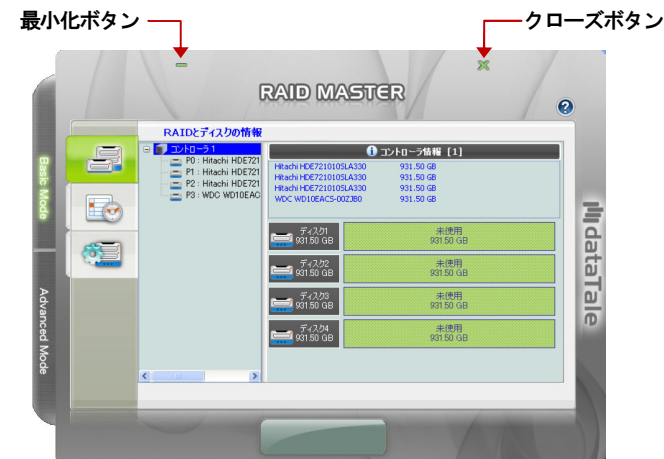 最小化ボタン
クローズボタン
RAID MASTER
?
RAIDとディスクの情報
コントローラ 1
P0 : Hitachi HDE721
P1 : Hitachi HDE721
P2 : Hitachi HDE721
P3 : WDC WD10EAC
コントローラ情報 [1]
Hitachi HDE721010SLA330 931.50 GB
Hitachi HDE721010SLA330 931.50 GB
Hitachi HDE721010SLA330 931.50 GB
WDC WD10EACS-00ZJB0 931.50 GB
ディスク1 未使用
931.50 GB 931.50 GB
ディスク2 未使用
931.50 GB 931.50 GB
ディスク3 未使用
931.50 GB 931.50 GB
ディスク4 未使用
931.50 GB 931.50 GB
Basic Mode
Advanced Mode
dataTale